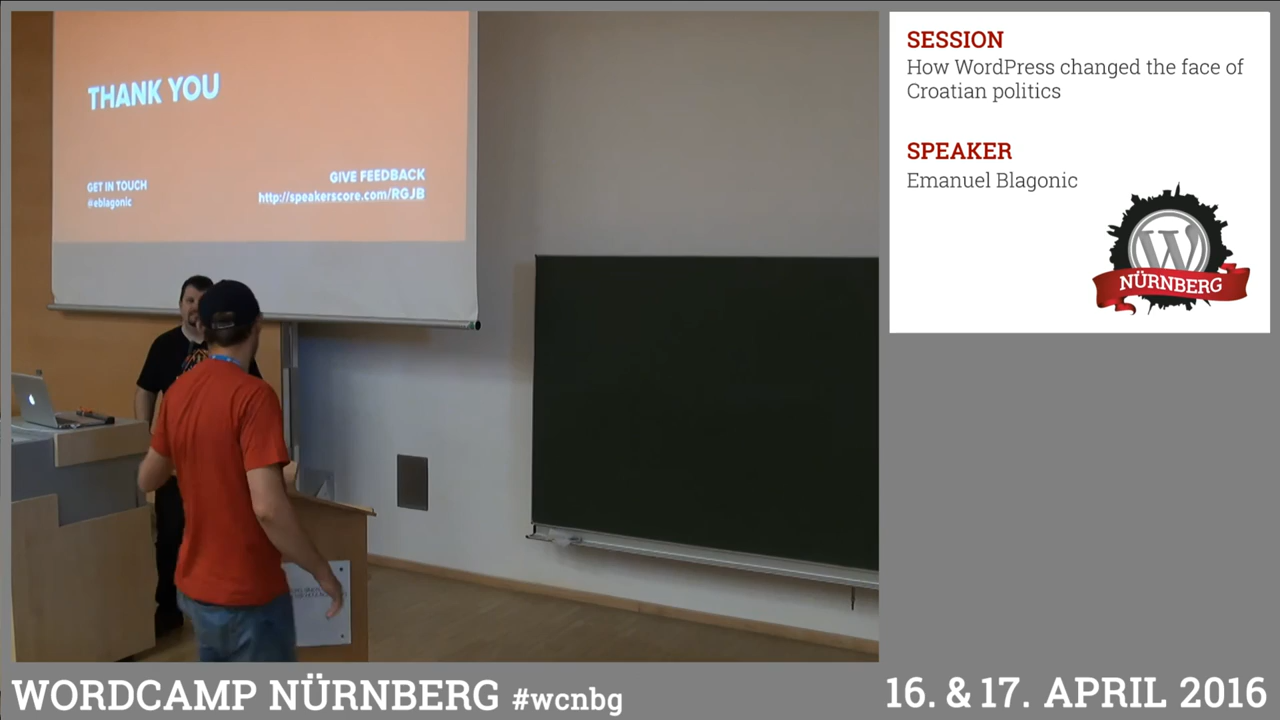 THANK YOU
GET IN TOUCH
@eblagonic
GIVE FEEDBACK
http://speakerscore.com/RGJB
SESSION
How WordPress changed the face of
Croatian politics
SPEAKER
Emanuel Blagonic
W
NÜRNBERG
WORDCAMP NÜRNBERG #wcnbg
16. & 17. APRIL 2016